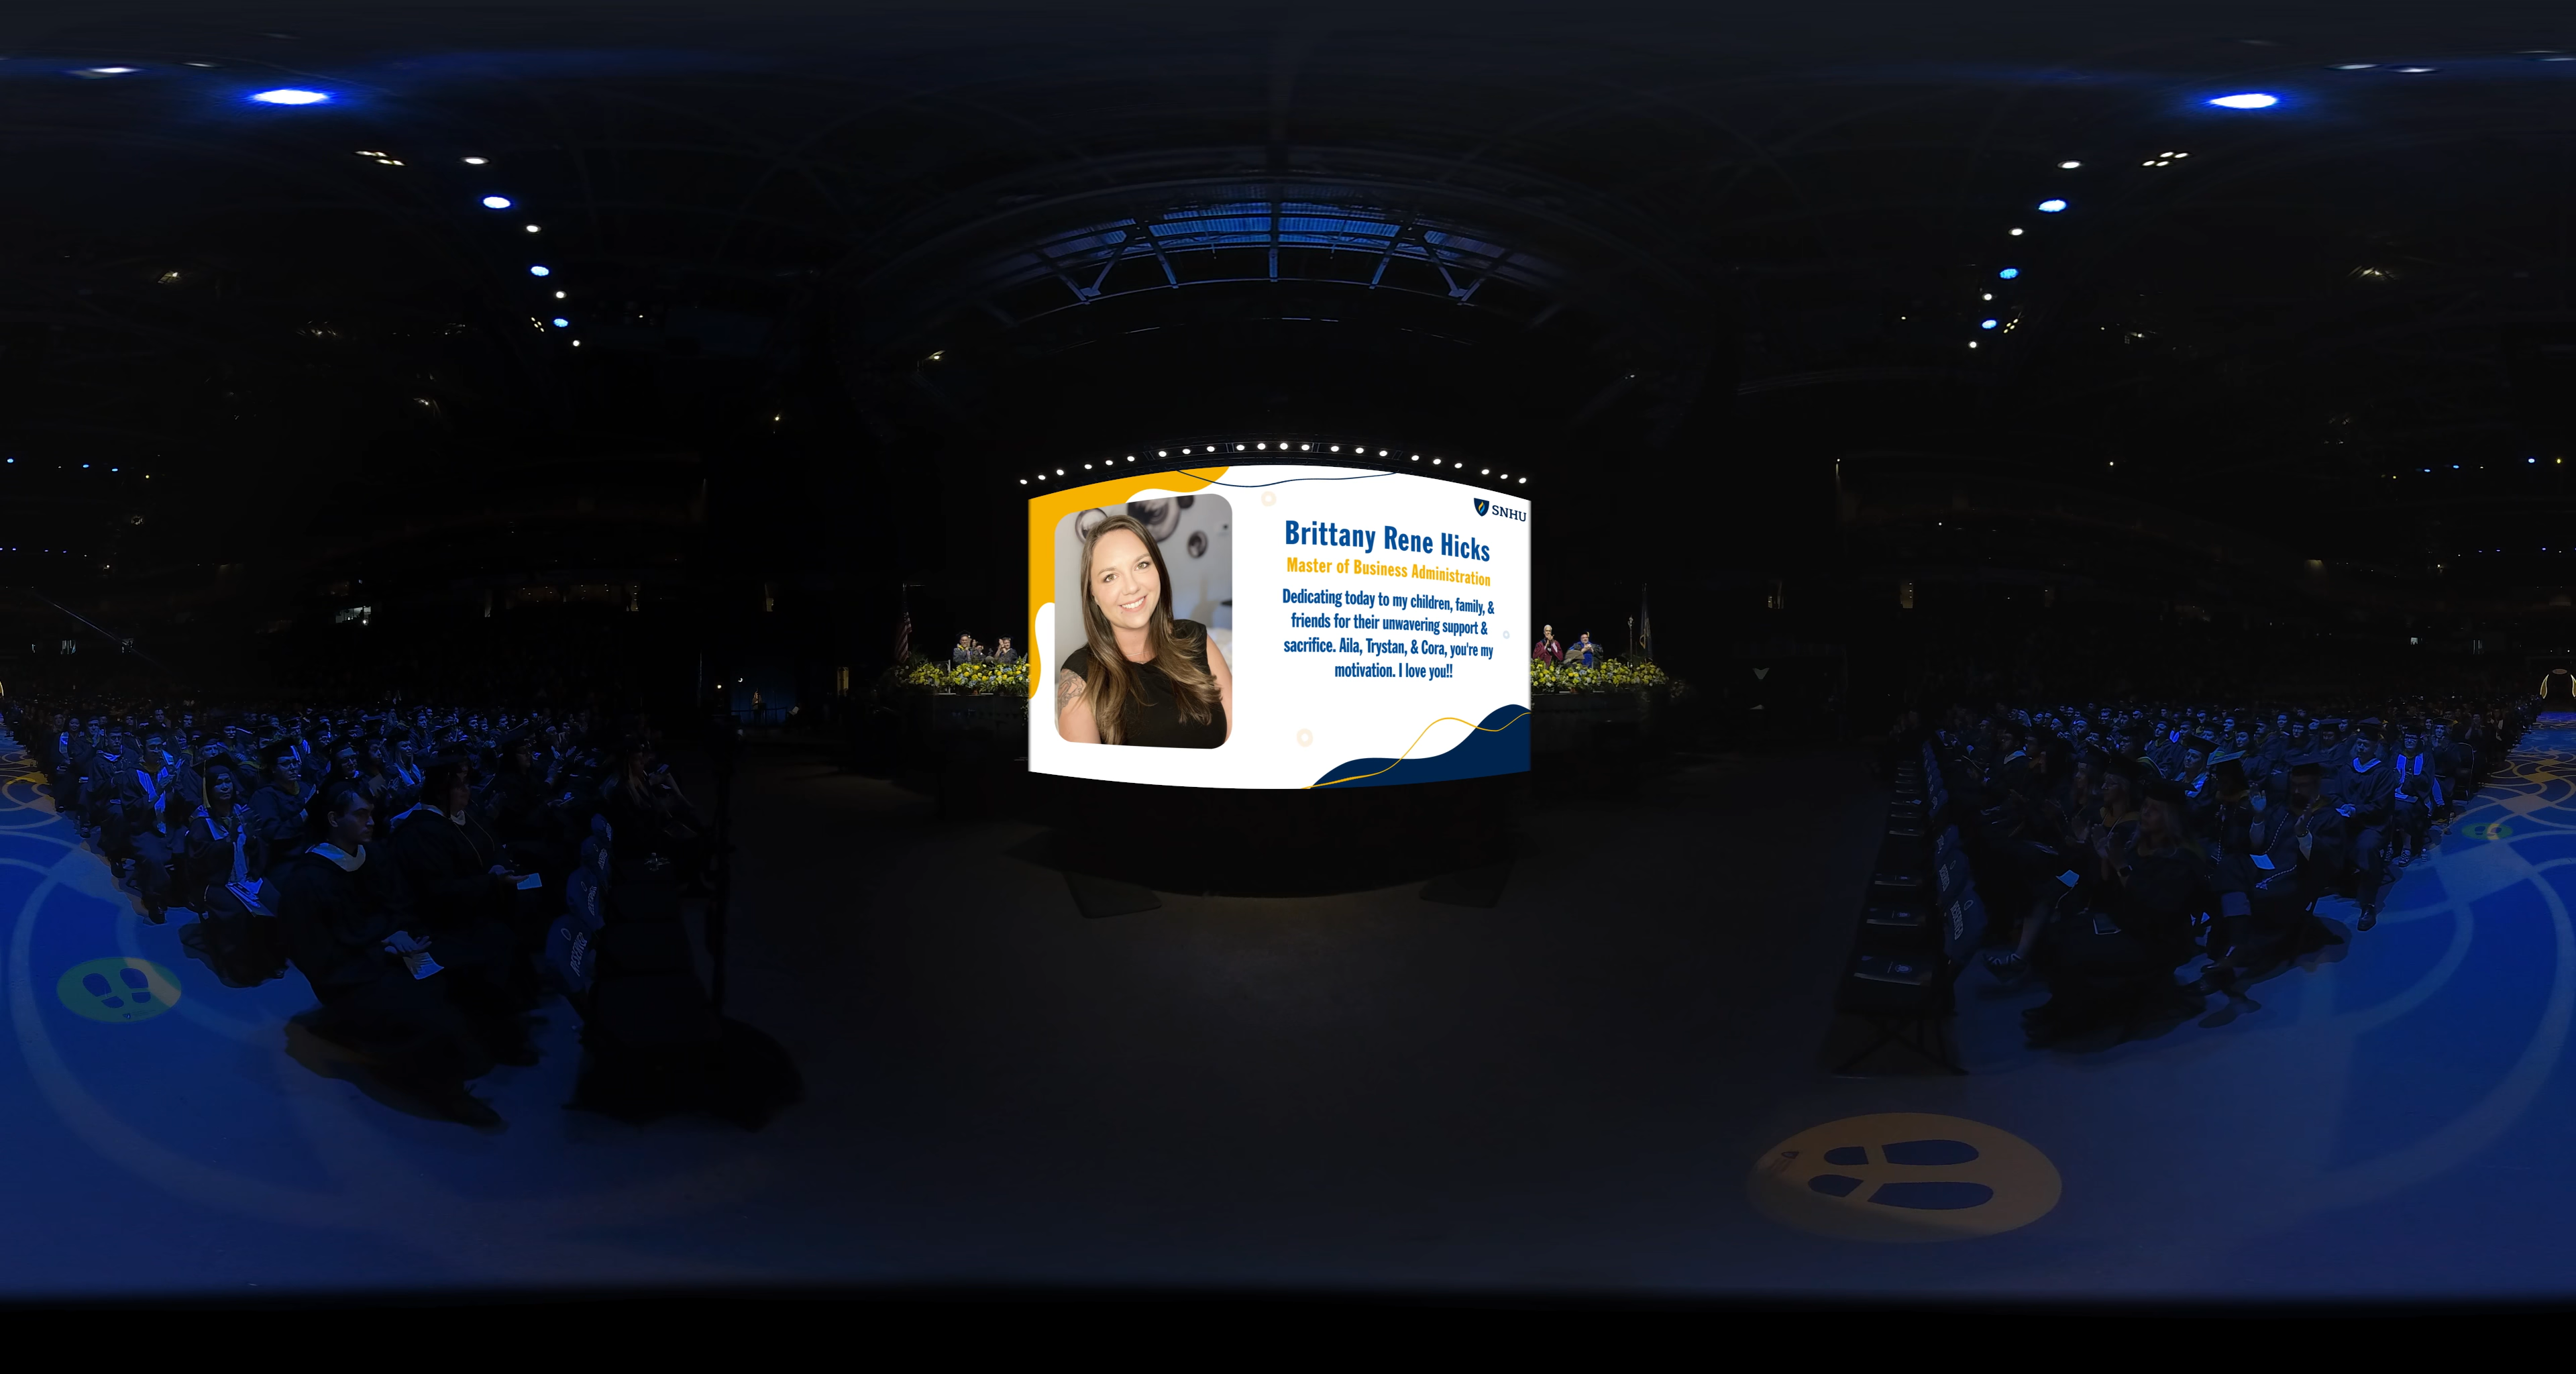 SNHU
Brittany Rene Hicks
Master of Business Administration
Dedicating today to my children, family, &
friends for their unwavering support &
sacrifice. Aila, Trystan, & Cora, you're my
motivation. I love you!!